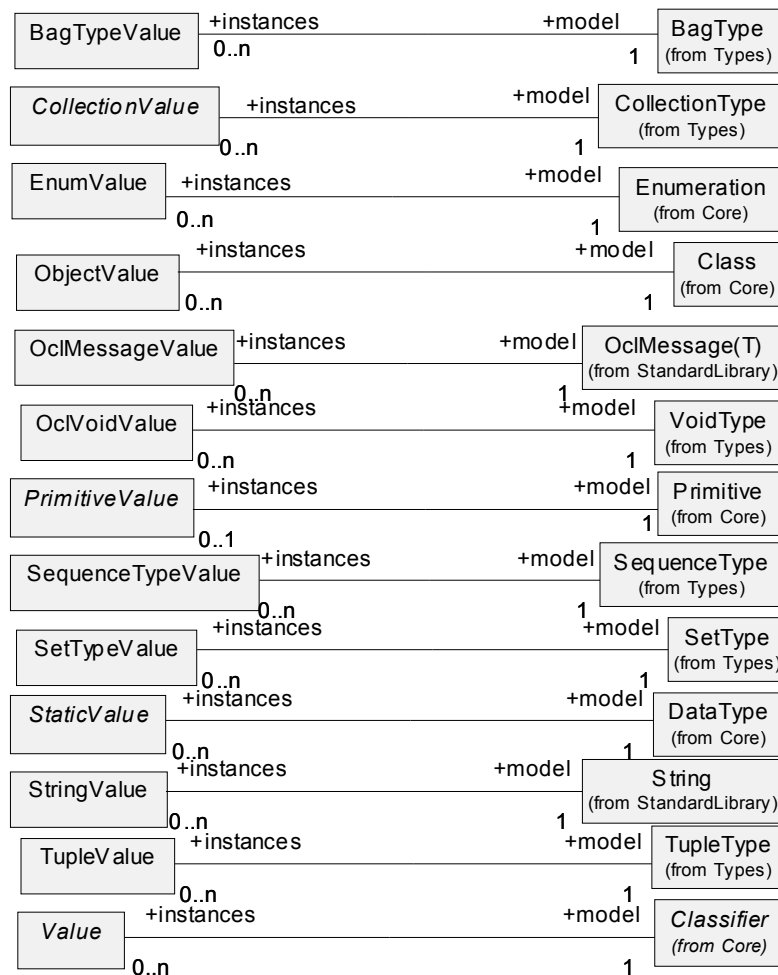 +instances
+model
BagTypeValue
BagType
(from Types)
0..n
1
+instances
+model
CollectionValue
CollectionType
(from Types)
0..n
1
+instances
+model
EnumValue
Enumeration
(from Core)
0..n
1
+instances
+model
ObjectValue
Class
(from Core)
0..n
1
+instances
+model
OclMessageValue
OclMessage(T)
(from StandardLibrary)
0..n
1
+instances
+model
OclVoidValue
VoidType
(from Types)
0..n
1
+instances
+model
PrimitiveValue
Primitive
(from Core)
0..1
1
+instances
+model
SequenceTypeValue
SequenceType
(from Types)
0..n
1
+instances
+model
SetTypeValue
SetType
(from Types)
0..n
1
+instances
+model
StaticValue
DataType
(from Core)
0..n
1
+instances
+model
StringValue
String
(from StandardLibrary)
0..n
1
+instances
+model
TupleValue
TupleType
(from Types)
0..n
1
+instances
+model
Value
Classifier
(from Core)
0..n
1